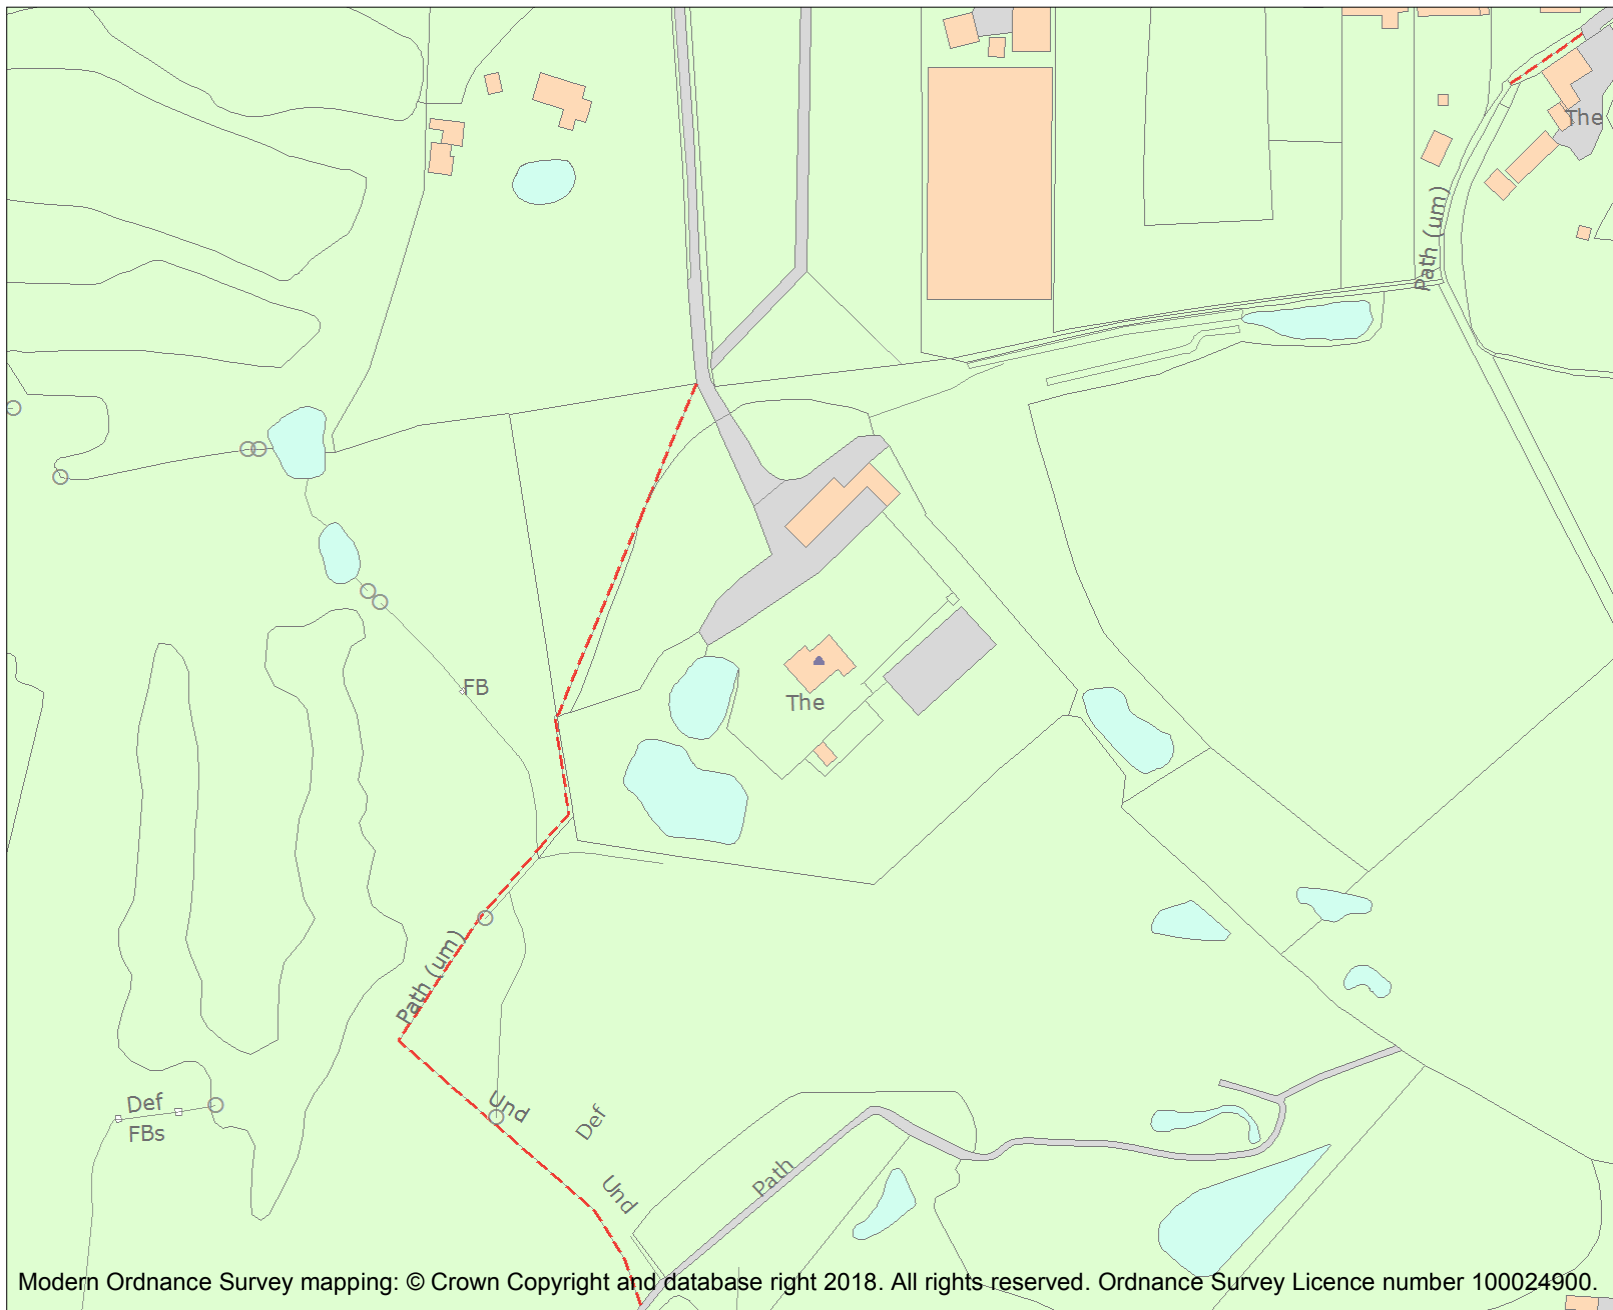 The
Path (um)
FB
The
Path (um)
Und
Def
Def
FBs
Path
Und
Modern Ordnance Survey mapping: © Crown Copyright and database right 2018. All rights reserved. Ordnance Survey Licence number 100024900.